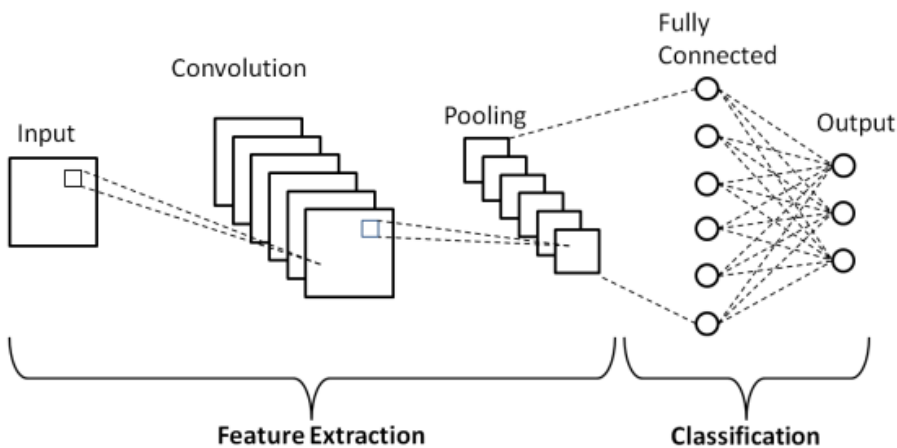 Input
Convolution
Pooling
Fully
Connected
Output
Feature Extraction
Classification